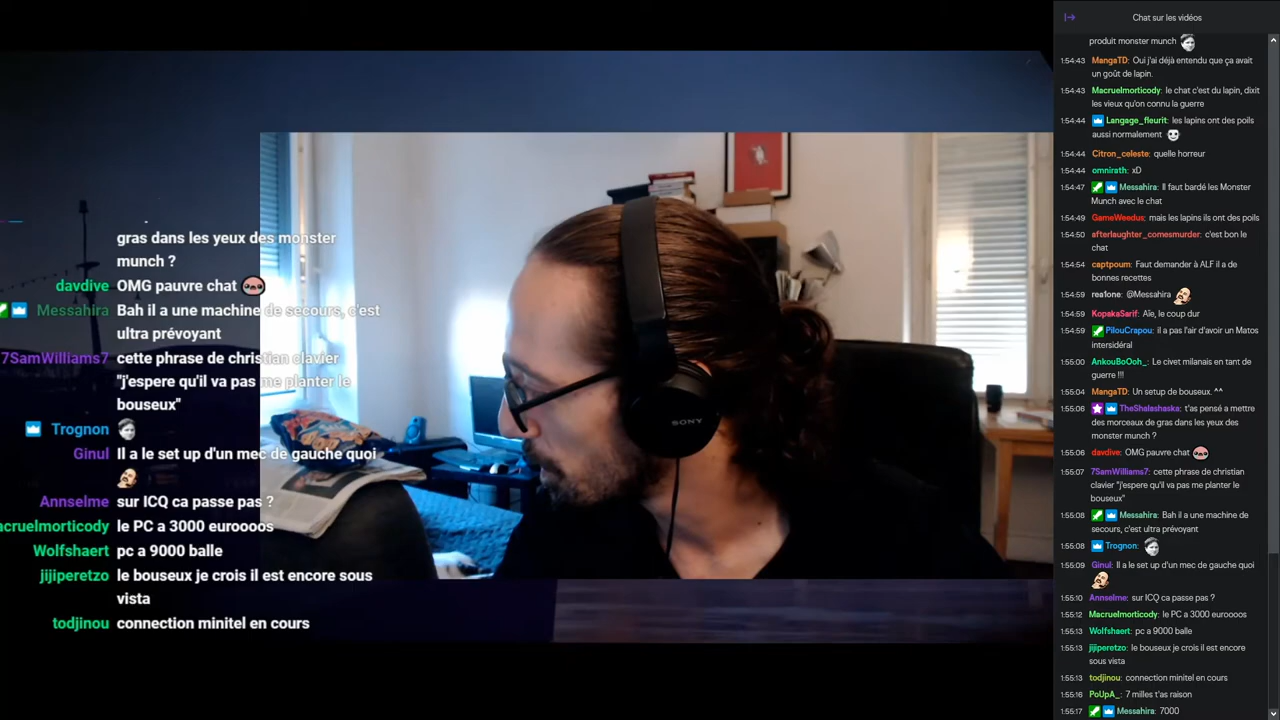 gras dans les yeux des monster
munch ?
davdive OMG pauvre chat
Messahira Bah il a une machine de secours, c'est
ultra prévoyant
7SamWilliams7 cette phrase de christian clavier
"j'espere qu'il va pas me planter le
bouseux"
Trognon
Ginul Il a le set up d'un mec de gauche quoi
Annselme sur ICQ ca passe pas ?
acruelmorticody le PC a 3000 euroooos
Wolfshaert pc a 9000 balle
jijiperetzo le bouseux je crois il est encore sous
vista
todjinou connection minitel en cours
SONY
Chat sur les vidéos
produit monster munch
1:54:43 MangaTD: Oui j'ai déjà entendu que ça avait
un goût de lapin.
1:54:43 Macruelmorticody: le chat c'est du lapin, dixit
les vieux qu'on connu la guerre
1:54:44 Langage_fleurit: les lapins ont des poils
aussi normalement
1:54:44 Citron_celeste: quelle horreur
1:54:44 omnirath: xD
1:54:47 Messahira: Il faut bardé les Monster
Munch avec le chat
1:54:49 GameWeedus: mais les lapins ils ont des poils
1:54:50 afterlaughter_comesmurder: c'est bon le
chat
1:54:54 captpoum: Faut demander à ALF il a de
bonnes recettes
1:54:59 rea1one: @Messahira
1:54:59 KopakaSarif: Aïe, le coup dur
1:54:59 PilouCrapou: il a pas l'air d'avoir un Matos
intersidéral
1:55:00 AnkouBoOch_: Le civet milanais en tant de
guerre !!!
1:55:04 MangaTD: Un setup de bouseux. ^^
1:55:06 TheShalashaska: t'as pensé a mettre
des morceaux de gras dans les yeux des
monster munch ?
1:55:06 davdive: OMG pauvre chat
1:55:07 7SamWilliams7: cette phrase de christian
clavier "j'espere qu'il va pas me planter le
bouseux"
1:55:08 Messahira: Bah il a une machine de
secours, c'est ultra prévoyant
1:55:08 Trognon:
1:55:09 Ginul: Il a le set up d'un mec de gauche quoi
1:55:10 Annselme: sur ICQ ca passe pas ?
1:55:12 Macruelmorticody: le PC a 3000 euroooos
1:55:13 Wolfshaert: pc a 9000 balle
1:55:13 jijiperetzo: le bouseux je crois il est encore
sous vista
1:55:13 todjinou: connection minitel en cours
1:55:16 PoUpA_: 7 milles t'as raison
1:55:17 Messahira: 7000